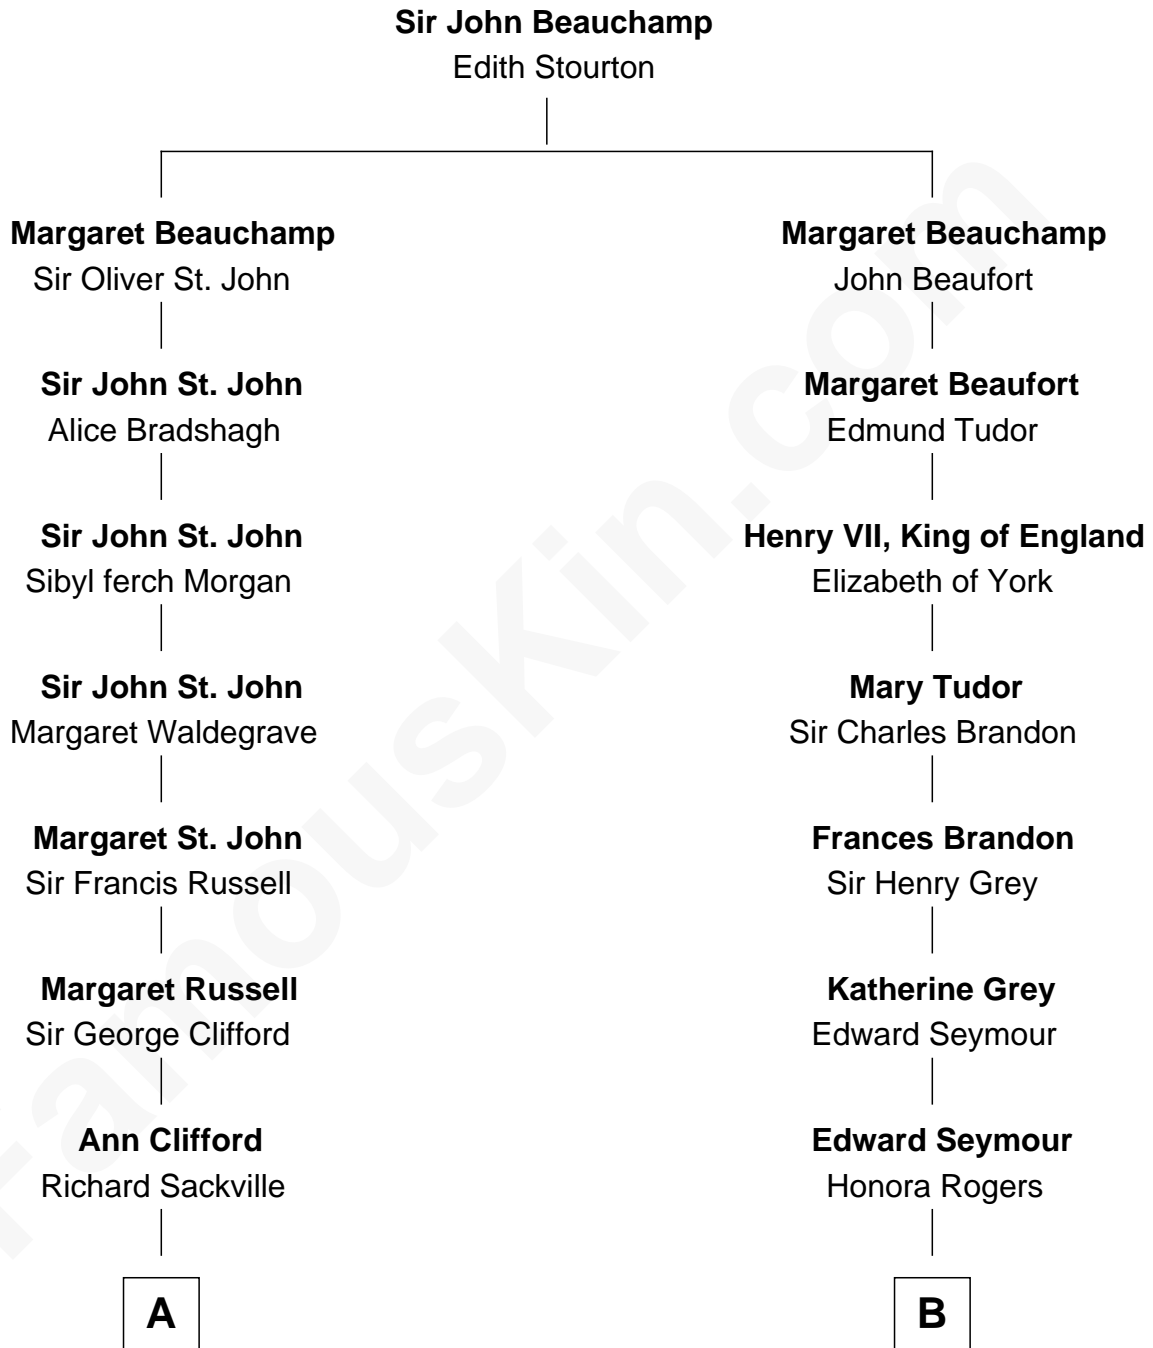 Sir John Beauchamp
Edith Stourton
Margaret Beauchamp
Sir Oliver St. John
Margaret Beauchamp
John Beaufort
Sir John St. John
Alice Bradshagh
Margaret Beaufort
Edmund Tudor
Sir John St. John
Sibyl ferch Morgan
Henry VII, King of England
Elizabeth of York
Sir John St. John
Margaret Waldegrave
Mary Tudor
Sir Charles Brandon
Margaret St. John
Sir Francis Russell
Frances Brandon
Sir Henry Grey
Margaret Russell
Sir George Clifford
Katherine Grey
Edward Seymour
Ann Clifford
Richard Sackville
Edward Seymour
Honora Rogers
A
B
FamousKin.com